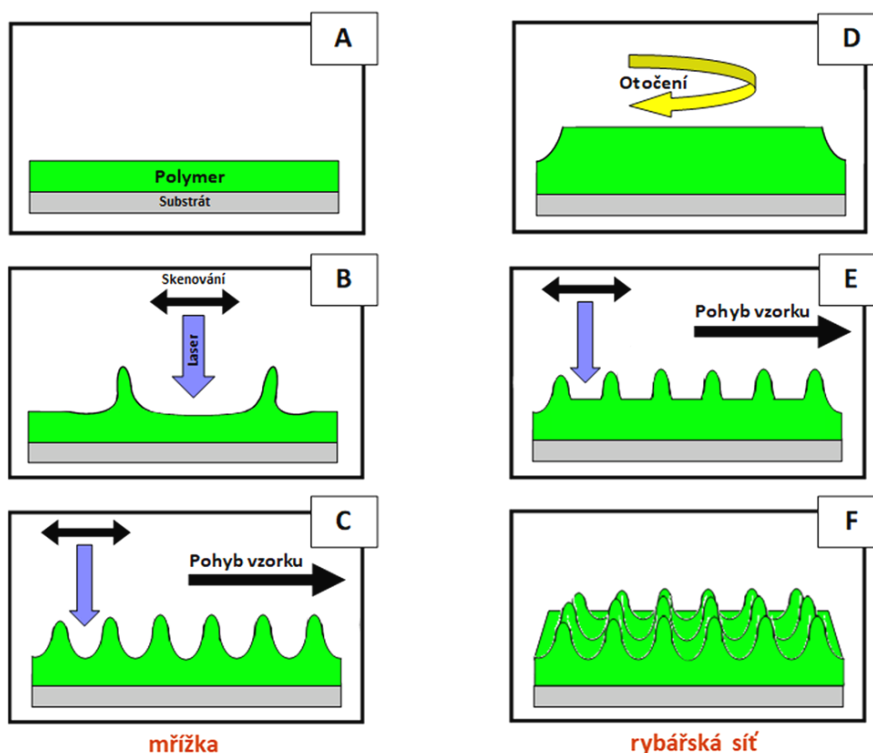 A
Polymer
Substrát
B
Skenování
Laser
C
Pohyb vzorku
mřížka
D
Otočení
E
Pohyb vzorku
F
rybářská síť